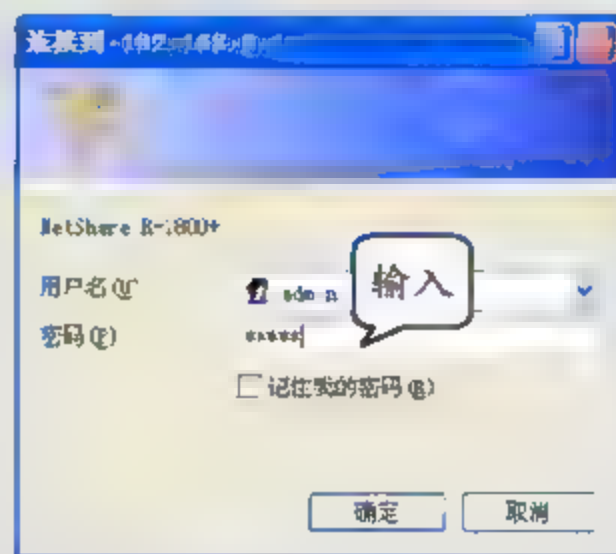 连接到
NetShare R-1800+
用户名(U)
admin
输入
密码(P)
*****
记住我的密码(R)
确定
取消